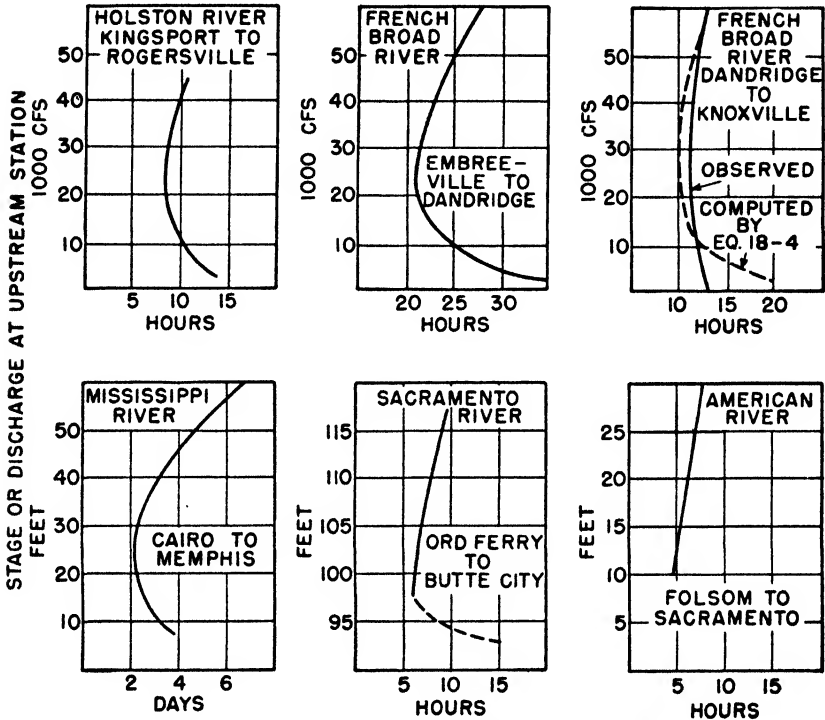 STAGE OR DISCHARGE AT UPSTREAM STATION
HOLSTON RIVER
KINGSPORT TO
ROGERSVILLE
1000 CFS
50
40
30
20
10
5 10 15
HOURS
FRENCH
BROAD
RIVER
EMBREE-
VILLE TO
DANDRIDGE
1000 CFS
50
40
30
20
10
20 25 30
HOURS
FRENCH
BROAD
RIVER
DANDRIDGE
TO
KNOXVILLE
OBSERVED
COMPUTED
BY
EQ. 18-4
1000 CFS
50
40
30
20
10
10 15 20
HOURS
MISSISSIPPI
RIVER
CAIRO TO
MEMPHIS
FEET
50
40
30
20
10
2 4 6
DAYS
SACRAMENTO
RIVER
ORD FERRY
TO
BUTTE CITY
FEET
115
110
105
100
95
5 10 15
HOURS
AMERICAN
RIVER
FOLSOM TO
SACRAMENTO
FEET
25
20
15
10
5
5 10 15
HOURS